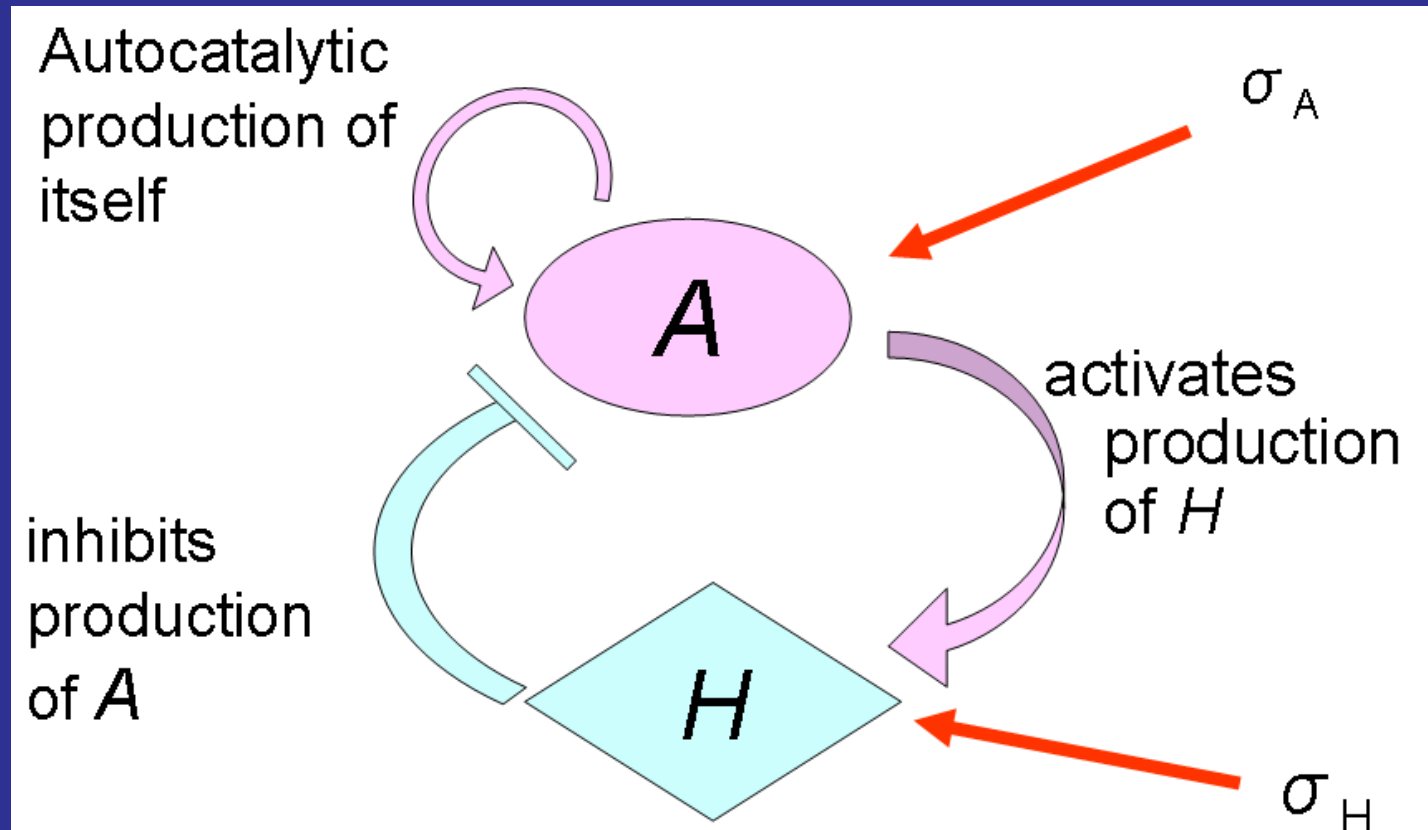 Autocatalytic
production of
itself
σ A
A
activates
production
of H
inhibits
production
of A
H
σ H